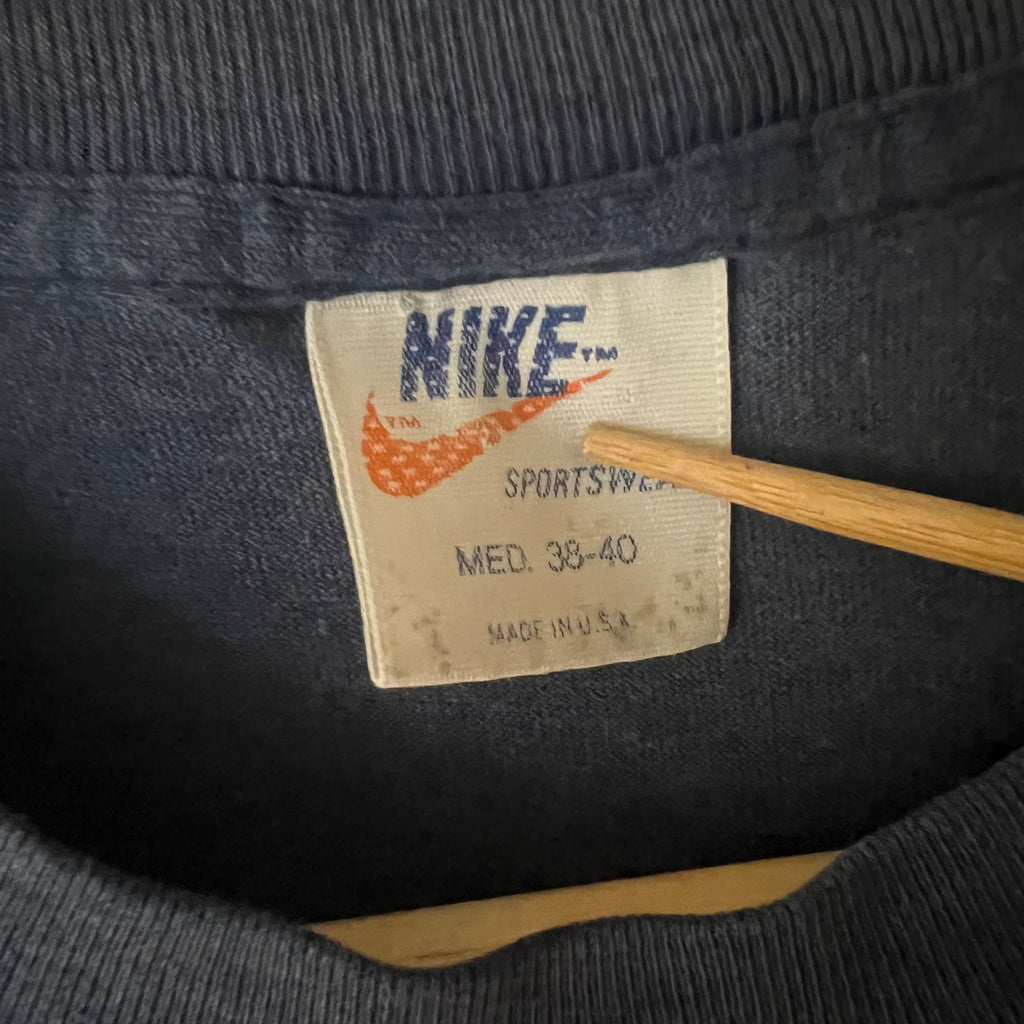 NIKE™
™
SPORTSWE
MED. 38-40
MADE IN U.S.A.